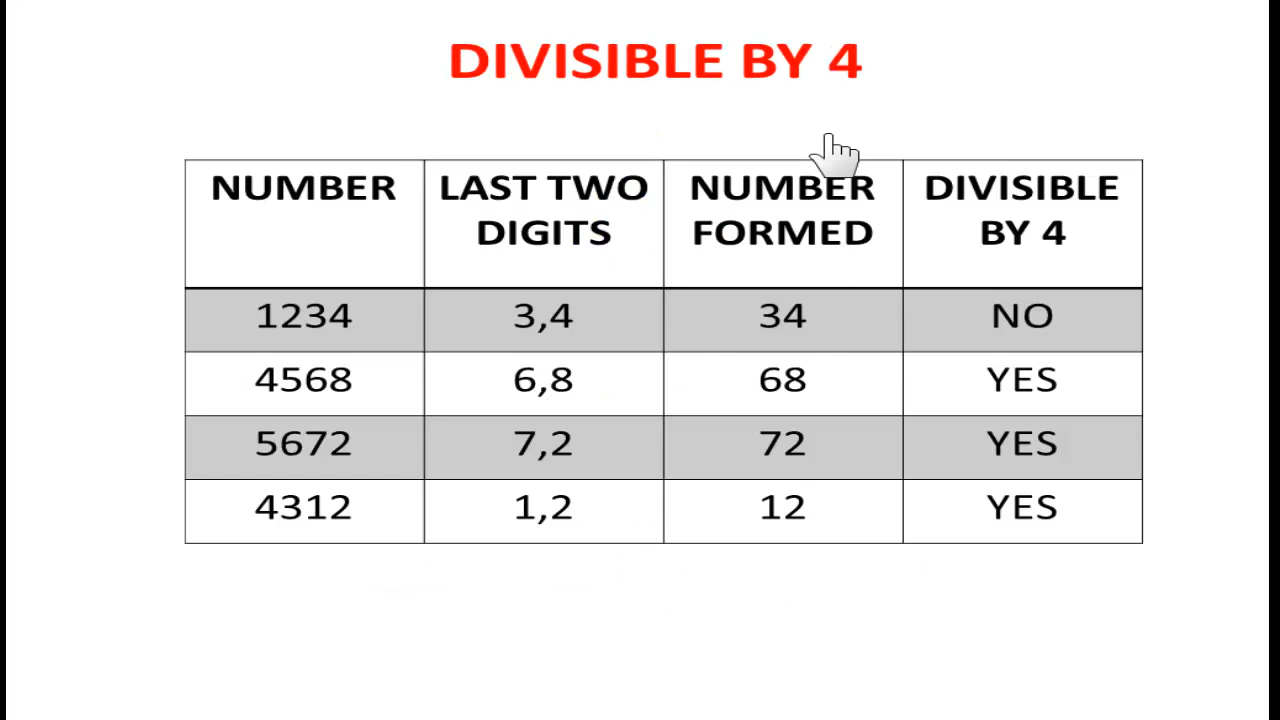 DIVISIBLE BY 4
NUMBER LAST TWO DIGITS NUMBER FORMED DIVISIBLE BY 4
1234 3,4 34 NO
4568 6,8 68 YES
5672 7,2 72 YES
4312 1,2 12 YES